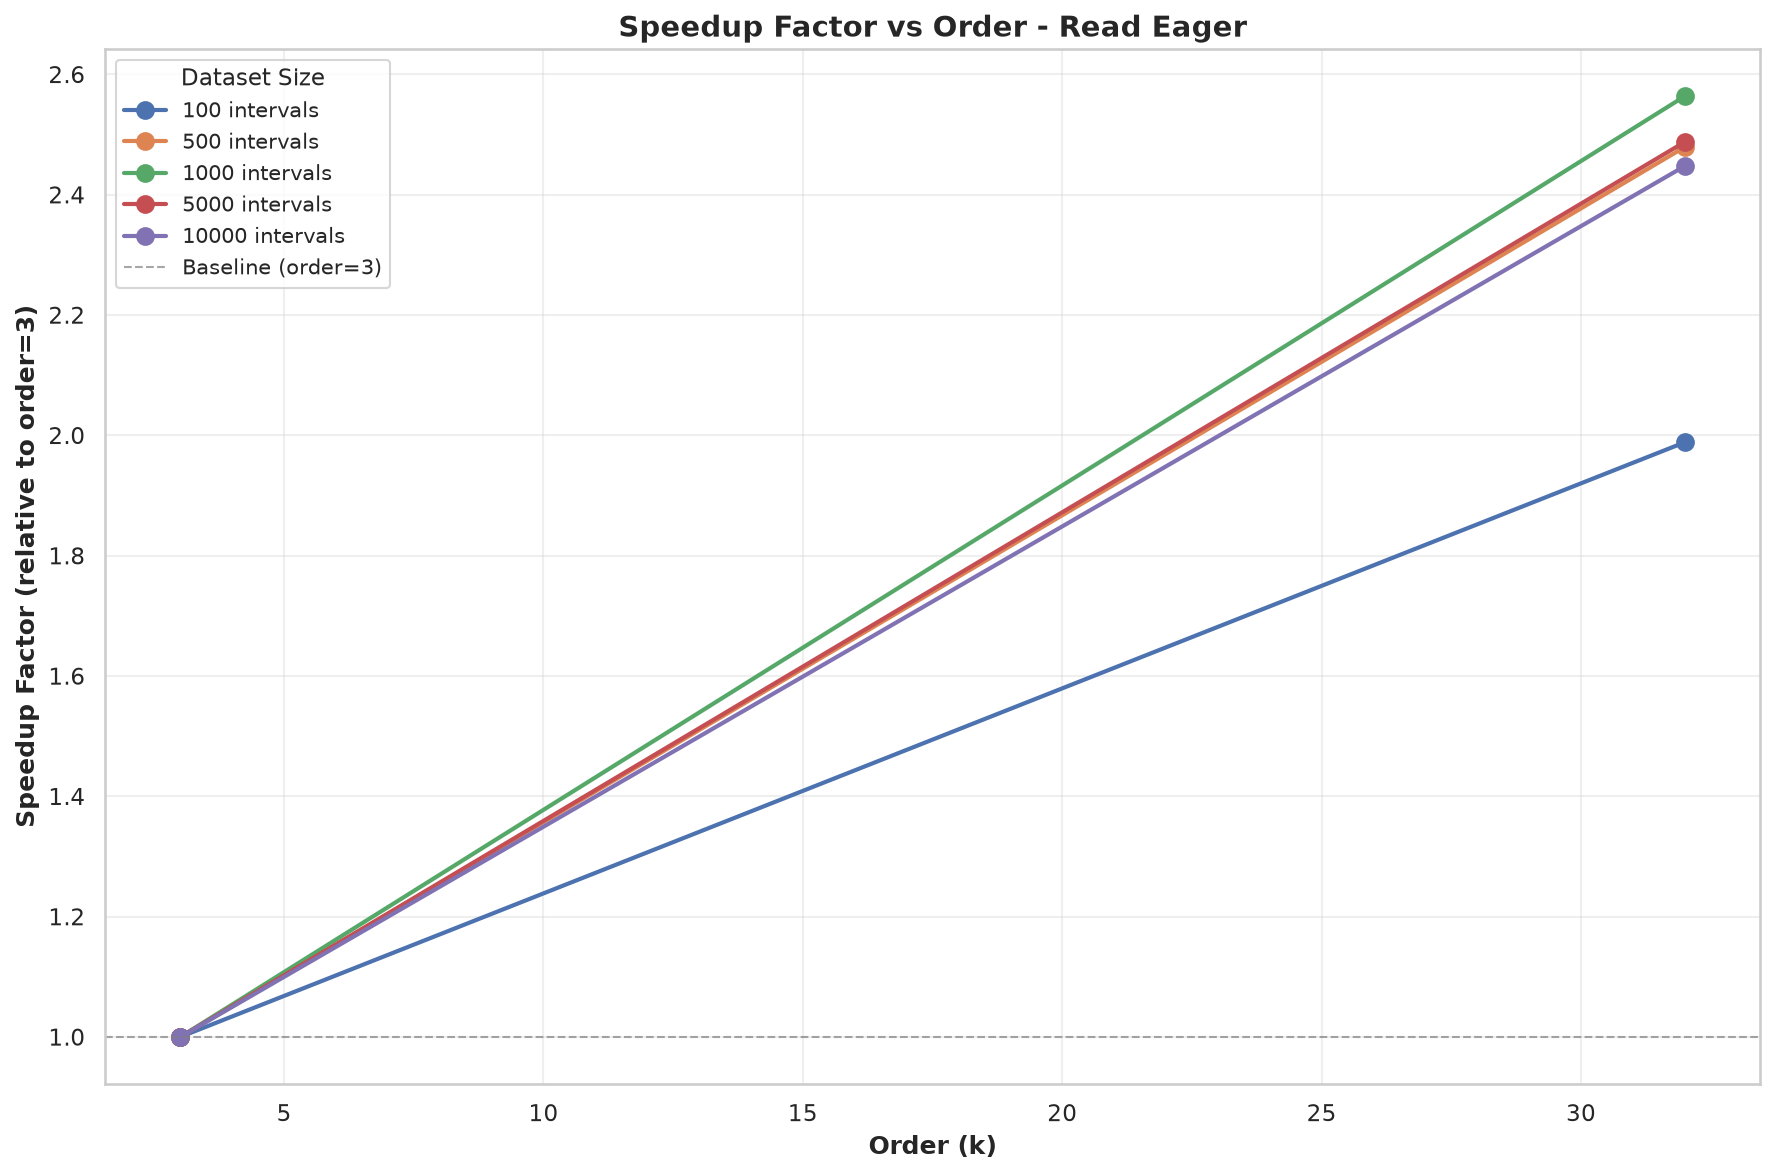 Speedup Factor vs Order - Read Eager
Dataset Size
100 intervals
500 intervals
1000 intervals
5000 intervals
10000 intervals
Baseline (order=3)
Speedup Factor (relative to order=3)
2.6
2.4
2.2
2.0
1.8
1.6
1.4
1.2
1.0
5 10 15 20 25 30
Order (k)